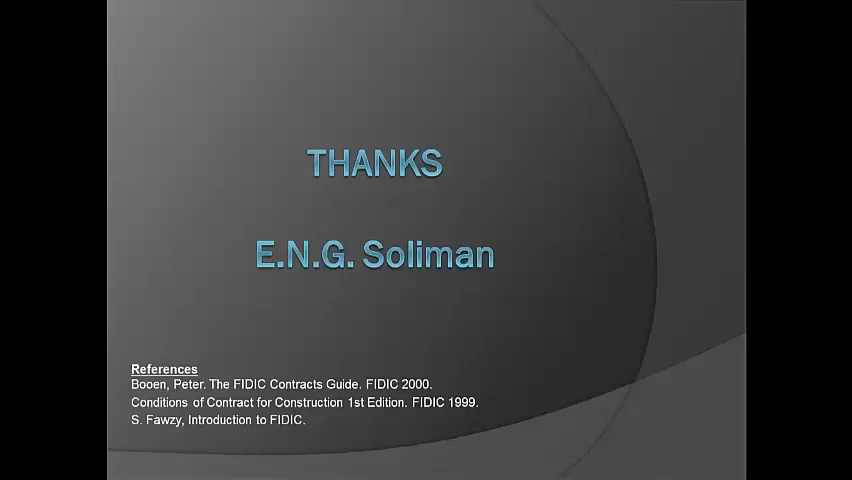 THANKS
E.N.G. Soliman
References
Booen, Peter. The FIDIC Contracts Guide. FIDIC 2000.
Conditions of Contract for Construction 1st Edition. FIDIC 1999.
S. Fawzy, Introduction to FIDIC.